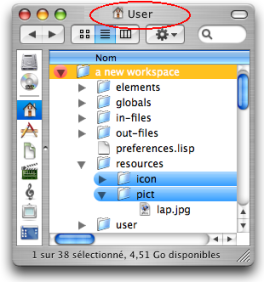 User
Nom
a new workspace
elements
globals
in-files
out-files
preferences.lisp
resources
icon
pict
lap.jpg
user
1 sur 38 sélectionné, 4,51 Go disponibles